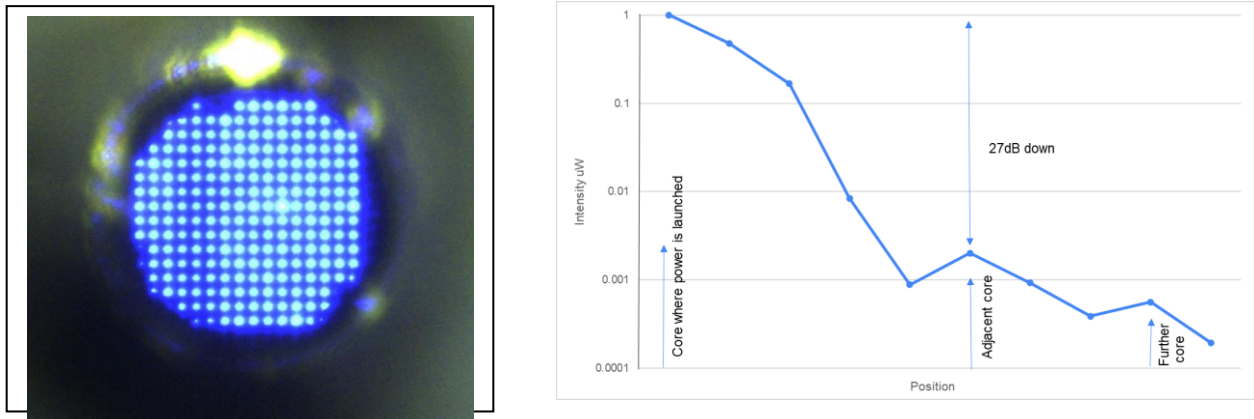 1
0.1
0.01
0.001
0.0001
Intensity uW
27dB down
Core where power is launched
Adjacent core
Further
core
Position